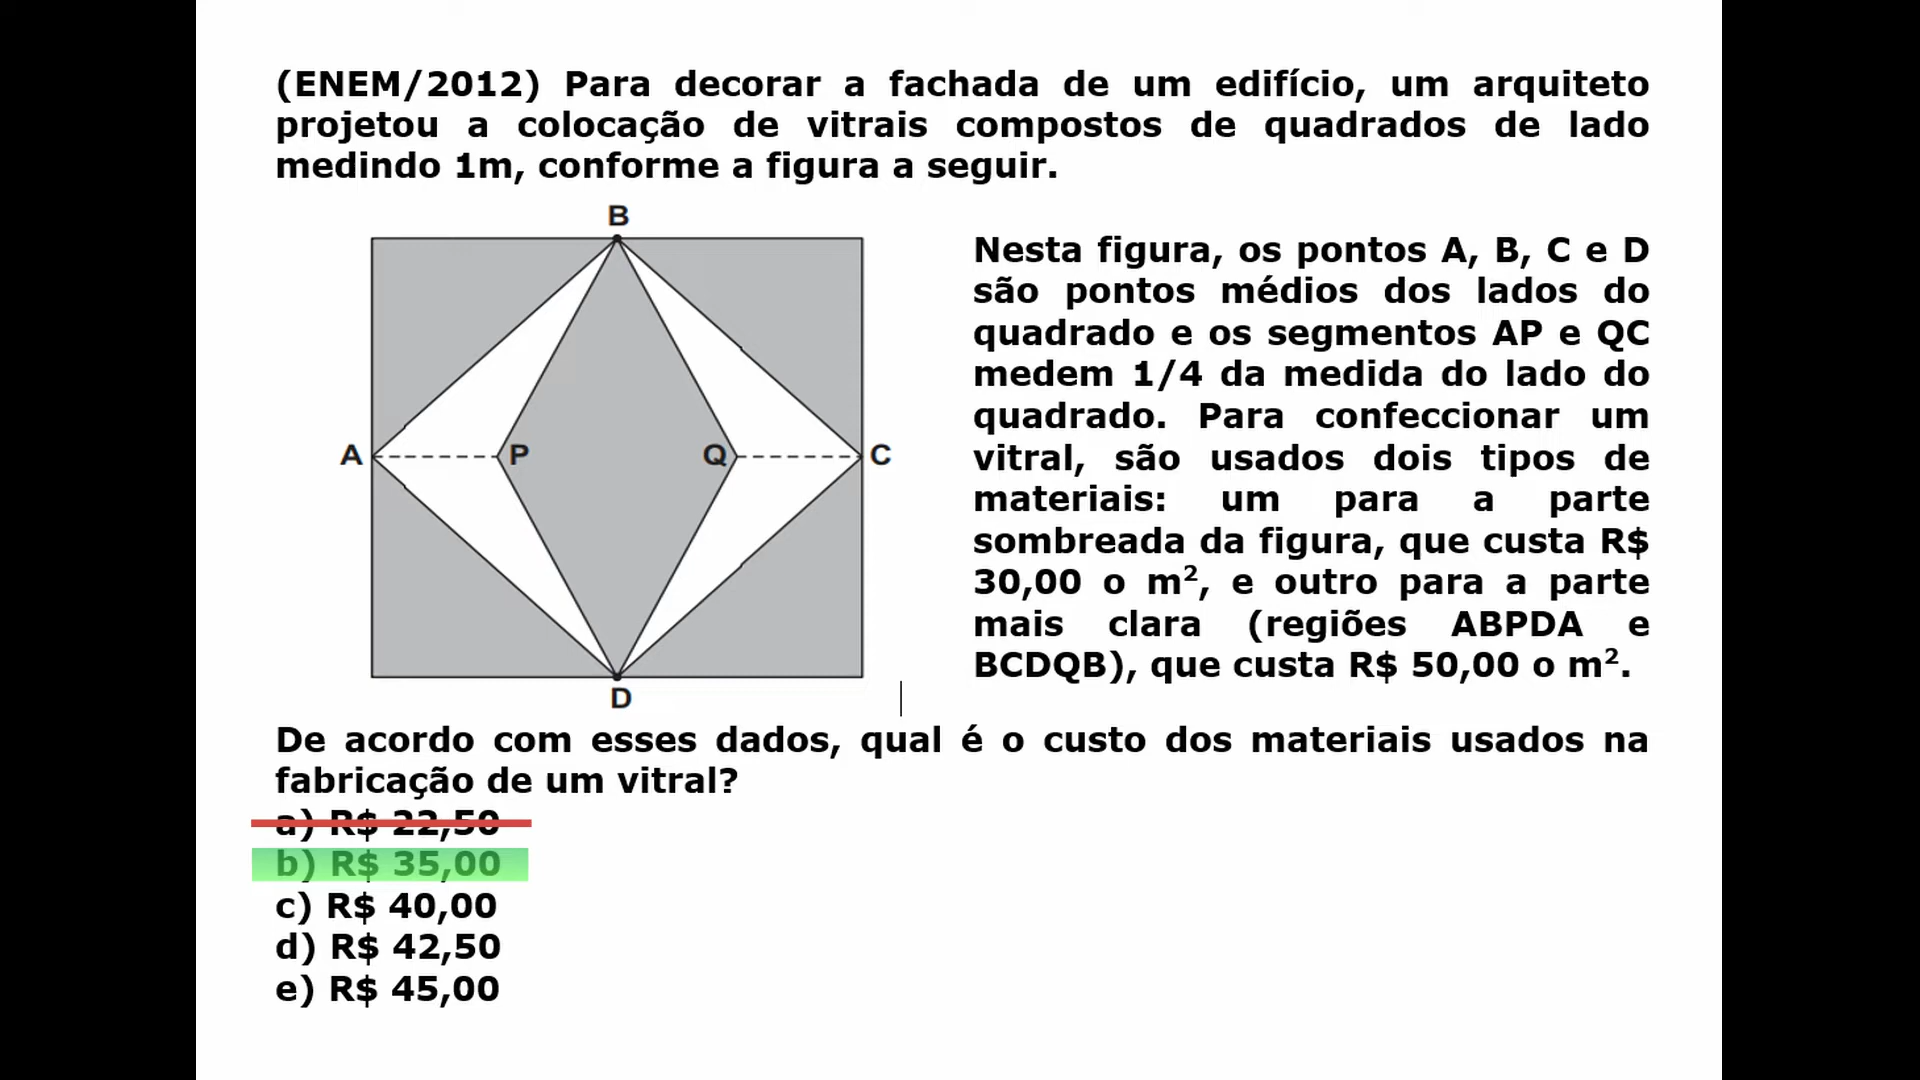 (ENEM/2012) Para decorar a fachada de um edifício, um arquiteto
projetou a colocação de vitrais compostos de quadrados de lado
medindo 1m, conforme a figura a seguir.
B
A
P
Q
C
D
Nesta figura, os pontos A, B, C e D
são pontos médios dos lados do
quadrado e os segmentos AP e QC
medem 1/4 da medida do lado do
quadrado. Para confeccionar um
vitral, são usados dois tipos de
materiais: um para a parte
sombreada da figura, que custa R$
30,00 o m², e outro para a parte
mais clara (regiões ABPDA e
BCDQB), que custa R$ 50,00 o m².
De acordo com esses dados, qual é o custo dos materiais usados na
fabricação de um vitral?
a) R$ 22,50
b) R$ 35,00
c) R$ 40,00
d) R$ 42,50
e) R$ 45,00